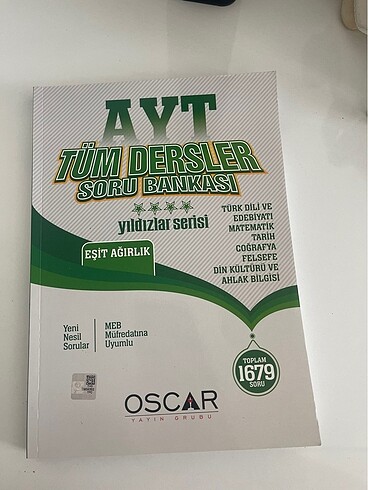 AYT
TÜM DERSLER
SORU BANKASI
yıldızlar serisi
EŞİT AĞIRLIK
TÜRK DİLİ VE
EDEBİYATI
MATEMATİK
TARİH
COĞRAFYA
FELSEFE
DİN KÜLTÜRÜ VE
AHLAK BİLGİSİ
Yeni
Nesil
Sorular
MEB
Müfredatına
Uyumlu
TOPLAM
1679
SORU
OSCAR
YAYIN GRUBU